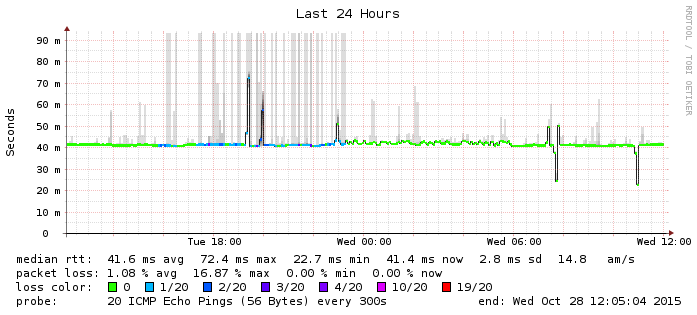 Last 24 Hours
RRDTOOL / TOBI OETIKER
Seconds
90 m
80 m
70 m
60 m
50 m
40 m
30 m
20 m
10 m
0
Tue 18:00 Wed 00:00 Wed 06:00 Wed 12:00
median rtt: 41.6 ms avg 72.4 ms max 22.7 ms min 41.4 ms now 2.8 ms sd 14.8 am/s
packet loss: 1.08 % avg 16.87 % max 0.00 % min 0.00 % now
loss color: 0 1/20 2/20 3/20 4/20 10/20 19/20
probe: 20 ICMP Echo Pings (56 Bytes) every 300s end: Wed Oct 28 12:05:04 2015